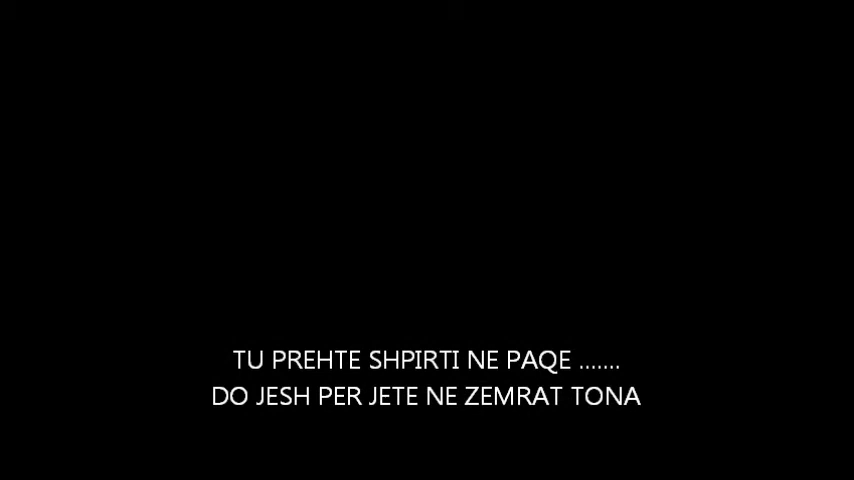 TU PREHTE SHPIRTI NE PAQE .......
DO JESH PER JETE NE ZEMRAT TONA